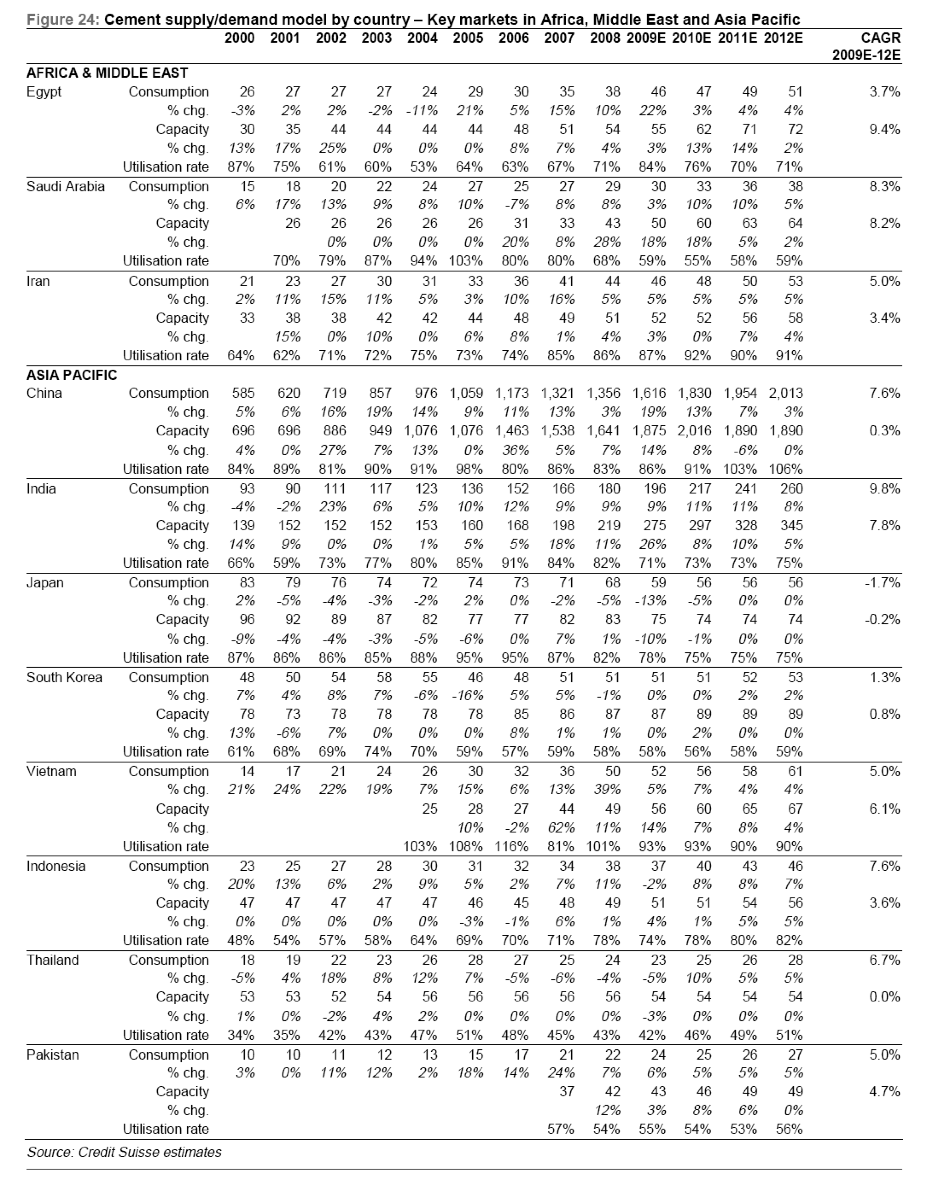 Figure 24: Cement supply/demand model by country – Key markets in Africa, Middle East and Asia Pacific
2000 2001 2002 2003 2004 2005 2006 2007 2008 2009E 2010E 2011E 2012E CAGR
2009E-12E
AFRICA & MIDDLE EAST
Egypt Consumption 26 27 27 27 24 29 30 35 38 46 47 49 51 3.7%
% chg. -3% 2% 2% -2% -11% 21% 5% 15% 10% 22% 3% 4% 4%
Capacity 30 35 44 44 44 44 48 51 54 55 62 71 72 9.4%
% chg. 13% 17% 25% 0% 0% 0% 8% 7% 4% 3% 13% 14% 2%
Utilisation rate 87% 75% 61% 60% 53% 64% 63% 67% 71% 84% 76% 70% 71%
Saudi Arabia Consumption 15 18 20 22 24 27 25 27 29 30 33 36 38 8.3%
% chg. 6% 17% 13% 9% 8% 10% -7% 8% 8% 3% 10% 10% 5%
Capacity 26 26 26 26 26 31 33 43 50 60 63 64 8.2%
% chg. 0% 0% 0% 0% 20% 8% 28% 18% 18% 5% 2%
Utilisation rate 70% 79% 87% 94% 103% 80% 80% 68% 59% 55% 58% 59%
Iran Consumption 21 23 27 30 31 33 36 41 44 46 48 50 53 5.0%
% chg. 2% 11% 15% 11% 5% 3% 10% 16% 5% 5% 5% 5% 5%
Capacity 33 38 38 42 42 44 48 49 51 52 52 56 58 3.4%
% chg. 15% 0% 10% 0% 6% 8% 1% 4% 3% 0% 7% 4%
Utilisation rate 64% 62% 71% 72% 75% 73% 74% 85% 86% 87% 92% 90% 91%
ASIA PACIFIC
China Consumption 585 620 719 857 976 1,059 1,173 1,321 1,356 1,616 1,830 1,954 2,013 7.6%
% chg. 5% 6% 16% 19% 14% 9% 11% 13% 3% 19% 13% 7% 3%
Capacity 696 696 886 949 1,076 1,076 1,463 1,538 1,641 1,875 2,016 1,890 1,890 0.3%
% chg. 4% 0% 27% 7% 13% 0% 36% 5% 7% 14% 8% -6% 0%
Utilisation rate 84% 89% 81% 90% 91% 98% 80% 86% 83% 86% 91% 103% 106%
India Consumption 93 90 111 117 123 136 152 166 180 196 217 241 260 9.8%
% chg. -4% -2% 23% 6% 5% 10% 12% 9% 9% 9% 11% 11% 8%
Capacity 139 152 152 152 153 160 168 198 219 275 297 328 345 7.8%
% chg. 14% 9% 0% 0% 1% 5% 5% 18% 11% 26% 8% 10% 5%
Utilisation rate 66% 59% 73% 77% 80% 85% 91% 84% 82% 71% 73% 73% 75%
Japan Consumption 83 79 76 74 72 74 73 71 68 59 56 56 56 -1.7%
% chg. 2% -5% -4% -3% -2% 2% 0% -2% -5% -13% -5% 0% 0%
Capacity 96 92 89 87 82 77 77 82 83 75 74 74 74 -0.2%
% chg. -9% -4% -4% -3% -5% -6% 0% 7% 1% -10% -1% 0% 0%
Utilisation rate 87% 86% 86% 85% 88% 95% 95% 87% 82% 78% 75% 75% 75%
South Korea Consumption 48 50 54 58 55 46 48 51 51 51 51 52 53 1.3%
% chg. 7% 4% 8% 7% -6% -16% 5% 5% -1% 0% 0% 2% 2%
Capacity 78 73 78 78 78 78 85 86 87 87 89 89 89 0.8%
% chg. 13% -6% 7% 0% 0% 0% 8% 1% 1% 0% 2% 0% 0%
Utilisation rate 61% 68% 69% 74% 70% 59% 57% 59% 58% 58% 56% 58% 59%
Vietnam Consumption 14 17 21 24 26 30 32 36 50 52 56 58 61 5.0%
% chg. 21% 24% 22% 19% 7% 15% 6% 13% 39% 5% 7% 4% 4%
Capacity 25 28 27 44 49 56 60 65 67 6.1%
% chg. 10% -2% 62% 11% 14% 7% 8% 4%
Utilisation rate 103% 108% 116% 81% 101% 93% 93% 90% 90%
Indonesia Consumption 23 25 27 28 30 31 32 34 38 37 40 43 46 7.6%
% chg. 20% 13% 6% 2% 9% 5% 2% 7% 11% -2% 8% 8% 7%
Capacity 47 47 47 47 47 46 45 48 49 51 51 54 56 3.6%
% chg. 0% 0% 0% 0% 0% -3% -1% 6% 1% 4% 1% 5% 5%
Utilisation rate 48% 54% 57% 58% 64% 69% 70% 71% 78% 74% 78% 80% 82%
Thailand Consumption 18 19 22 23 26 28 27 25 24 23 25 26 28 6.7%
% chg. -5% 4% 18% 8% 12% 7% -5% -6% -4% -5% 10% 5% 5%
Capacity 53 53 52 54 56 56 56 56 56 54 54 54 54 0.0%
% chg. 1% 0% -2% 4% 2% 0% 0% 0% 0% -3% 0% 0% 0%
Utilisation rate 34% 35% 42% 43% 47% 51% 48% 45% 43% 42% 46% 49% 51%
Pakistan Consumption 10 10 11 12 13 15 17 21 22 24 25 26 27 5.0%
% chg. 3% 0% 11% 12% 2% 18% 14% 24% 7% 6% 5% 5% 5%
Capacity 37 42 43 46 49 49 4.7%
% chg. 12% 3% 8% 6% 0%
Utilisation rate 57% 54% 55% 54% 53% 56%
Source: Credit Suisse estimates